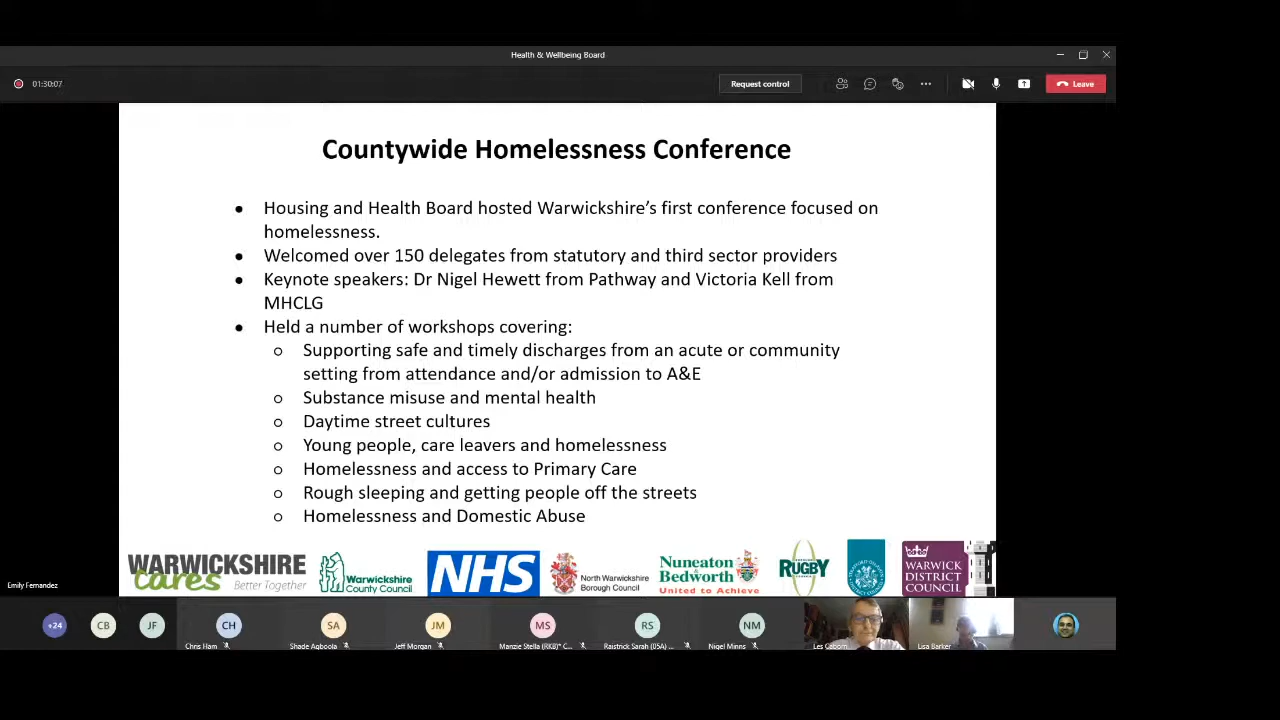 Health & Wellbeing Board
01:30:07
Request control
Leave
Countywide Homelessness Conference
● Housing and Health Board hosted Warwickshire’s first conference focused on
homelessness.
● Welcomed over 150 delegates from statutory and third sector providers
● Keynote speakers: Dr Nigel Hewett from Pathway and Victoria Kell from
MHCLG
● Held a number of workshops covering:
○ Supporting safe and timely discharges from an acute or community
setting from attendance and/or admission to A&E
○ Substance misuse and mental health
○ Daytime street cultures
○ Young people, care leavers and homelessness
○ Homelessness and access to Primary Care
○ Rough sleeping and getting people off the streets
○ Homelessness and Domestic Abuse
WARWICKSHIRE
cares Better Together
Warwickshire
County Council
NHS
North Warwickshire
Borough Council
Nuneaton &
Bedworth
United to Achieve
RUGBY
WARWICK
DISTRICT
COUNCIL
Emily Fernandez
+24
CB
JF
CH
SA
JM
MS
RS
NM
Chris Ham
Shade Agboola
Jeff Morgan
Manzie Stella (RKB)* C...
Raistrick Sarah (05A) ...
Nigel Minns
Les Caborn
Lisa Barker